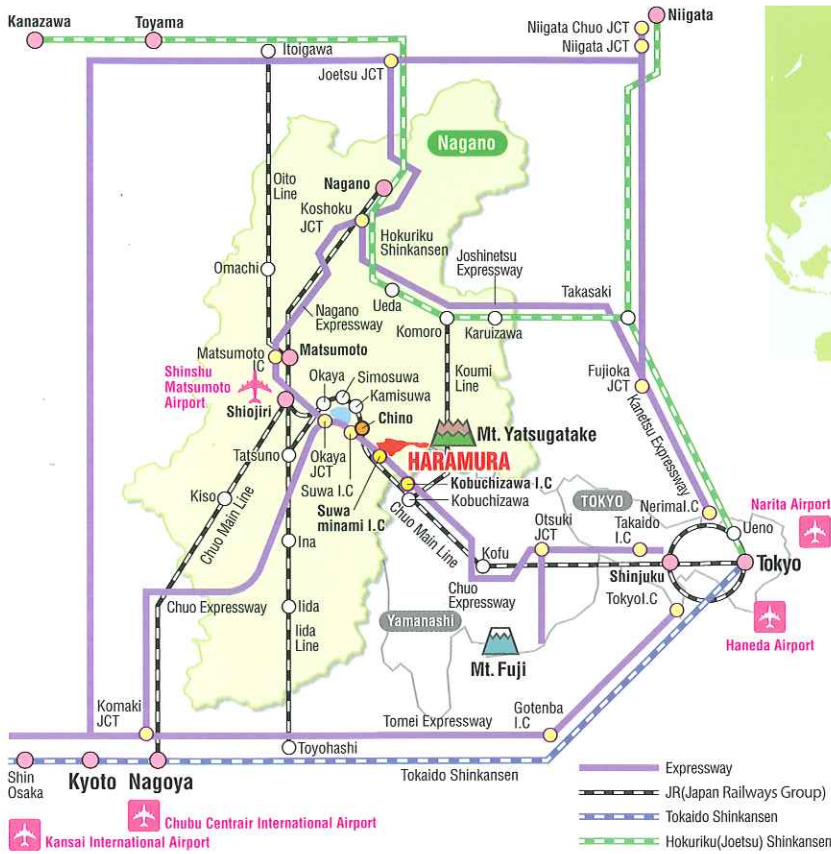 Kanazawa
Toyama
Niigata
Niigata Chuo JCT
Niigata JCT
Itoigawa
Joetsu JCT
Nagano
Nagano
Oito
Line
Koshoku
JCT
Hokuriku
Shinkansen
Joshinetsu
Expressway
Omachi
Takasaki
Ueda
Nagano
Expressway
Komoro
Karuizawa
Matsumoto
IC
Matsumoto
Koumi
Line
Fujioka
JCT
Shinshu
Matsumoto
Airport
Okaya
Simosuwa
Kamisuwa
Shiojiri
Chino
Mt. Yatsugatake
Kanetsu Expressway
Okaya
JCT
HARAMURA
Tatsuno
Suwa I.C
Kobuchizawa I.C
Kobuchizawa
TOKYO
NerimaI.C
Narita Airport
Kiso
Suwa
minami I.C
Otsuki
JCT
Takaido
I.C
Ueno
Chuo Main Line
Chuo Main Line
Ina
Kofu
Shinjuku
Tokyo
Chuo
Expressway
TokyoI.C
Chuo Expressway
Iida
Iida
Line
Yamanashi
Haneda Airport
Mt. Fuji
Komaki
JCT
Tomei Expressway
Gotenba
I.C
Toyohashi
Shin
Osaka
Kyoto
Nagoya
Tokaido Shinkansen
Expressway
JR(Japan Railways Group)
Tokaido Shinkansen
Hokuriku(Joetsu) Shinkansen
Chubu Centrair International Airport
Kansai International Airport